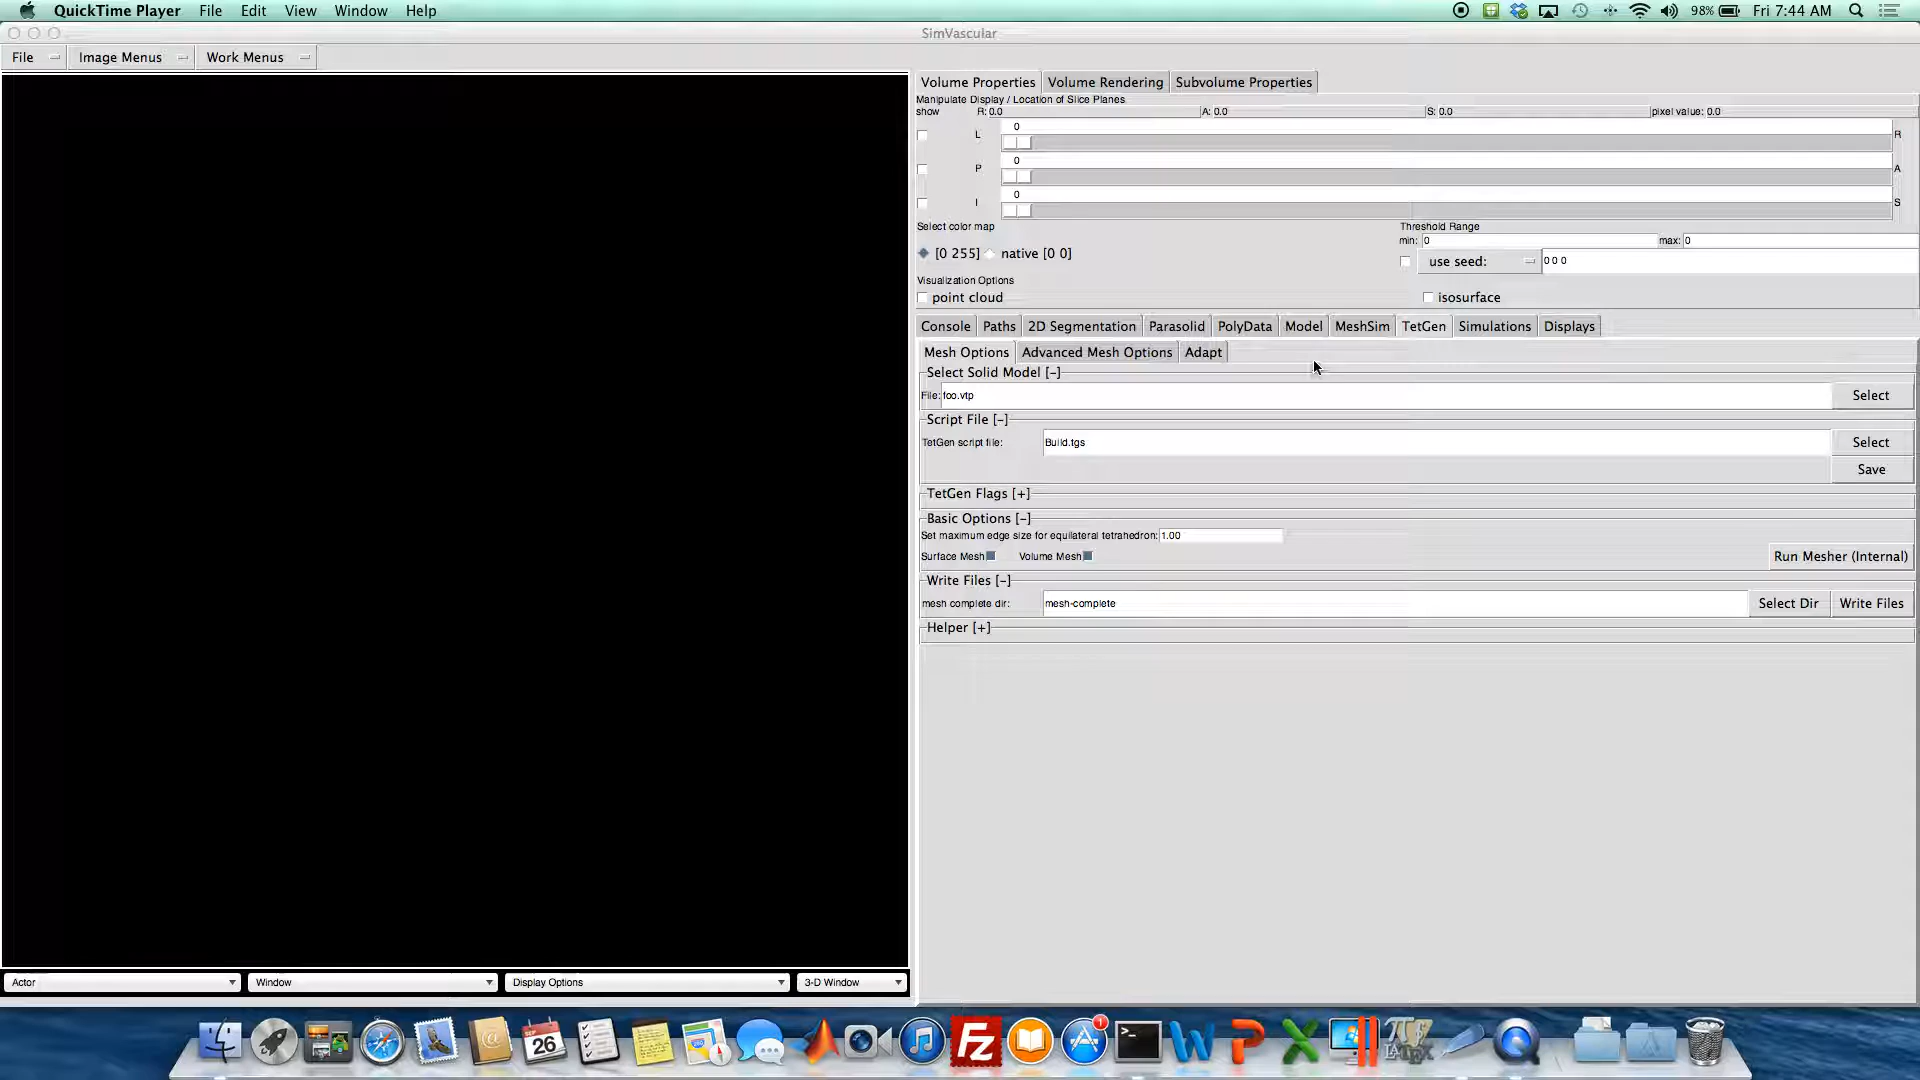 QuickTime Player File Edit View Window Help 98% Fri 7:44 AM
SimVascular
File Image Menus Work Menus
Volume Properties Volume Rendering Subvolume Properties
Manipulate Display / Location of Slice Planes
show R: 0.0 A: 0.0 S: 0.0 pixel value: 0.0
0
L R
0
P A
0
I S
Select color map Threshold Range
min: 0 max: 0
[0 255] native [0 0] use seed: 0 0 0
Visualization Options
point cloud isosurface
Console Paths 2D Segmentation Parasolid PolyData Model MeshSim TetGen Simulations Displays
Mesh Options Advanced Mesh Options Adapt
Select Solid Model [-]
File: foo.vtp Select
Script File [-]
TetGen script file: Build.tgs Select
Save
TetGen Flags [+]
Basic Options [-]
Set maximum edge size for equilateral tetrahedron: 1.00
Surface Mesh Volume Mesh Run Mesher (Internal)
Write Files [-]
mesh complete dir: mesh-complete Select Dir Write Files
Helper [+]
Actor Window Display Options 3-D Window
SEP
26
Fz
1